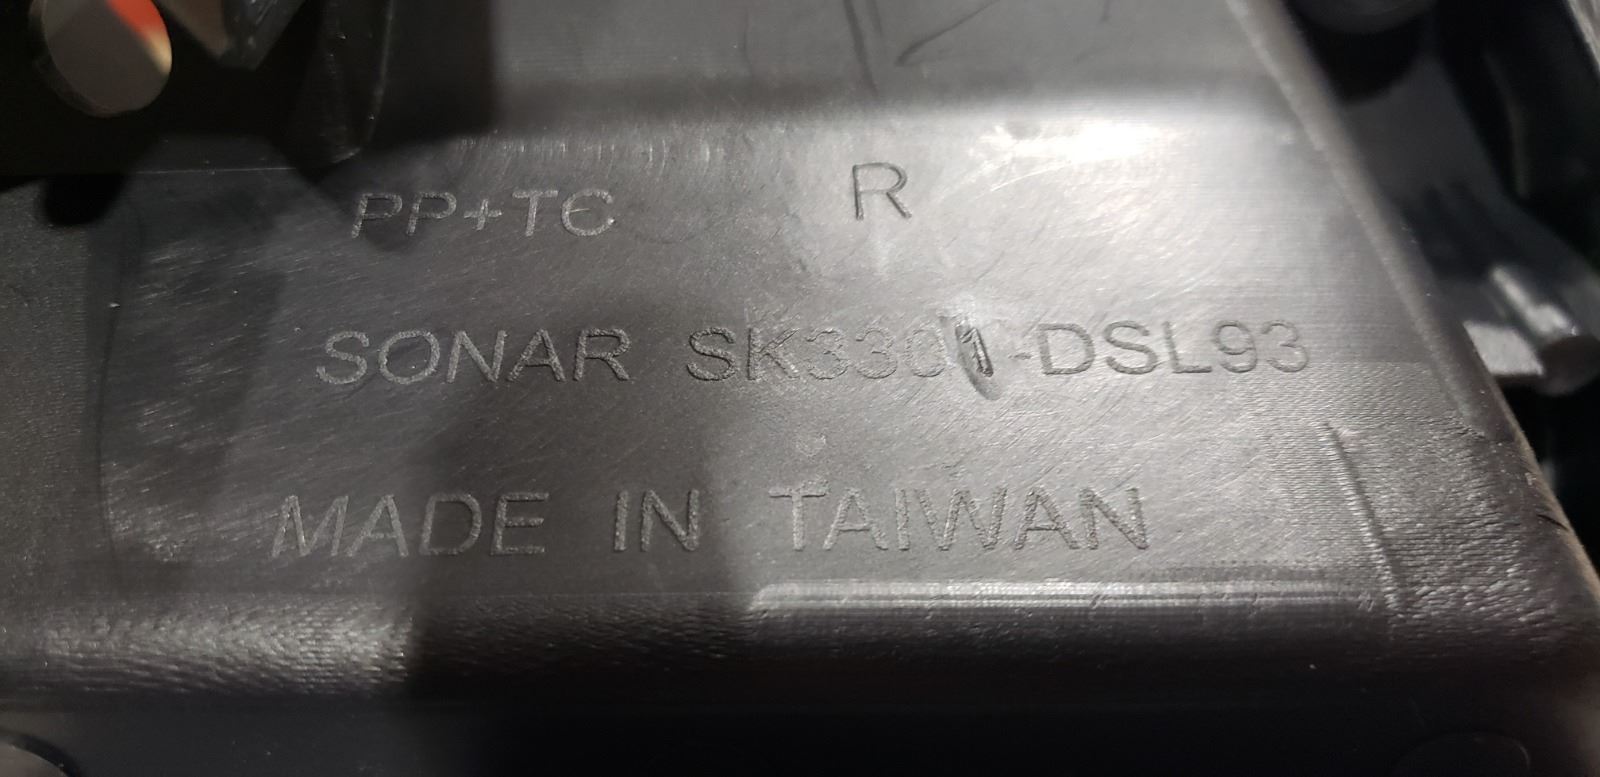 PP+TC R
SONAR SK3301-DSL93
MADE IN TAIWAN